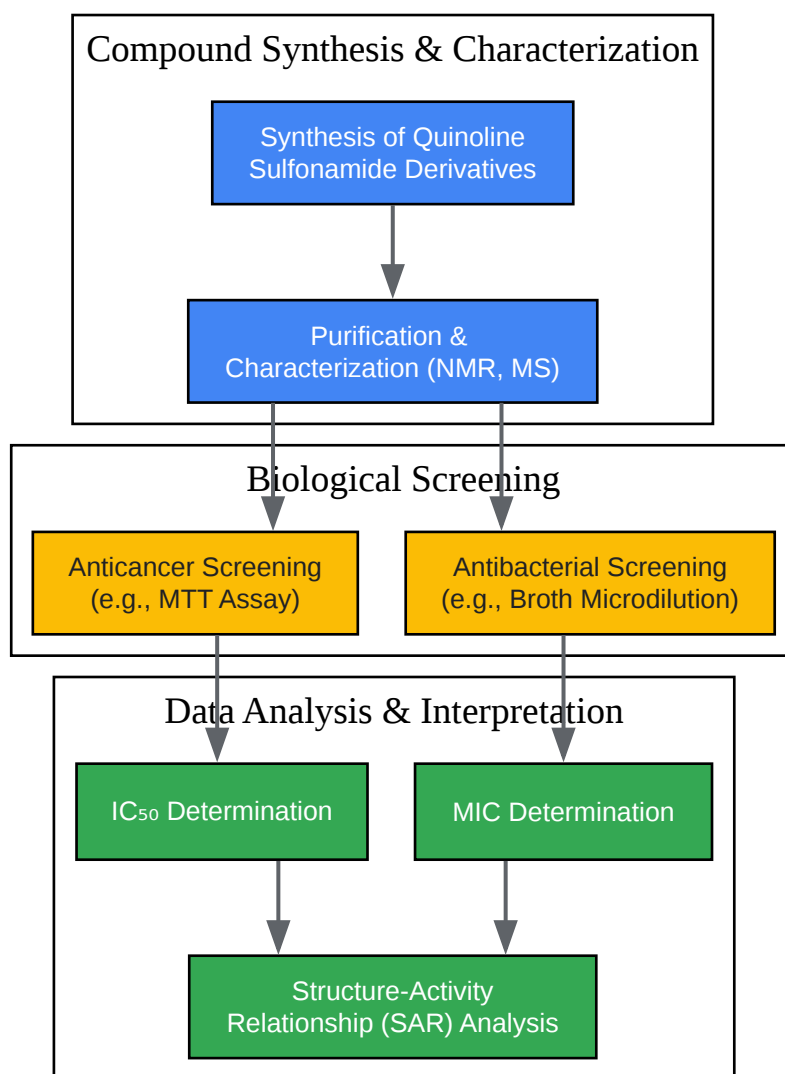 Compound Synthesis & Characterization
Synthesis of Quinoline
Sulfonamide Derivatives
Purification &
Characterization (NMR, MS)
Biological Screening
Anticancer Screening
(e.g., MTT Assay)
Antibacterial Screening
(e.g., Broth Microdilution)
Data Analysis & Interpretation
IC₅₀ Determination
MIC Determination
Structure-Activity
Relationship (SAR) Analysis